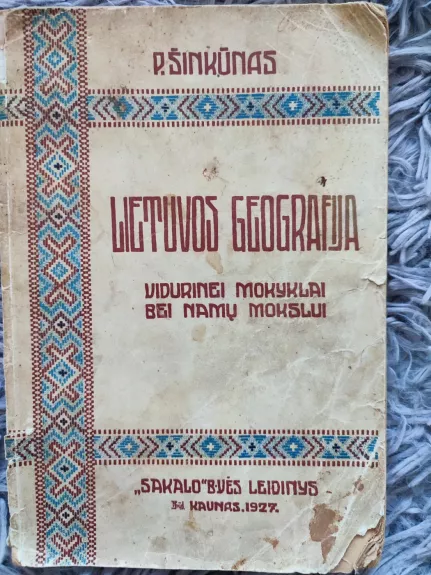 P. ŠINKŪNAS
LIETUVOS GEOGRAFIJA
VIDURINEI MOKYKLAI
BEI NAMŲ MOKSLUI
„SAKALO“ B-VĖS LEIDINYS
KAUNAS. 1927.